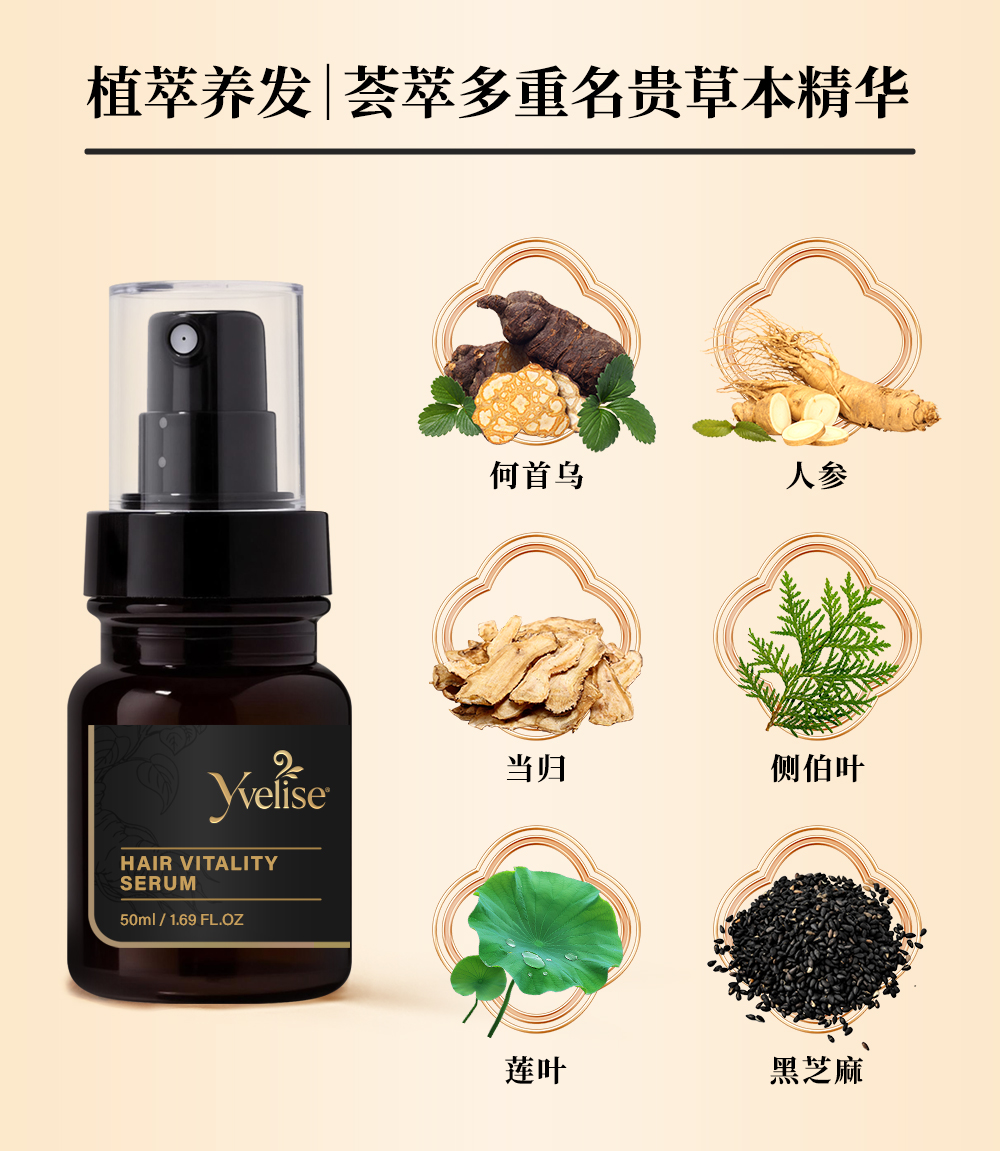 植萃养发|荟萃多重名贵草本精华
何首乌
人参
当归
侧伯叶
莲叶
黑芝麻
Yvelise®
HAIR VITALITY
SERUM
50ml / 1.69 FL.OZ